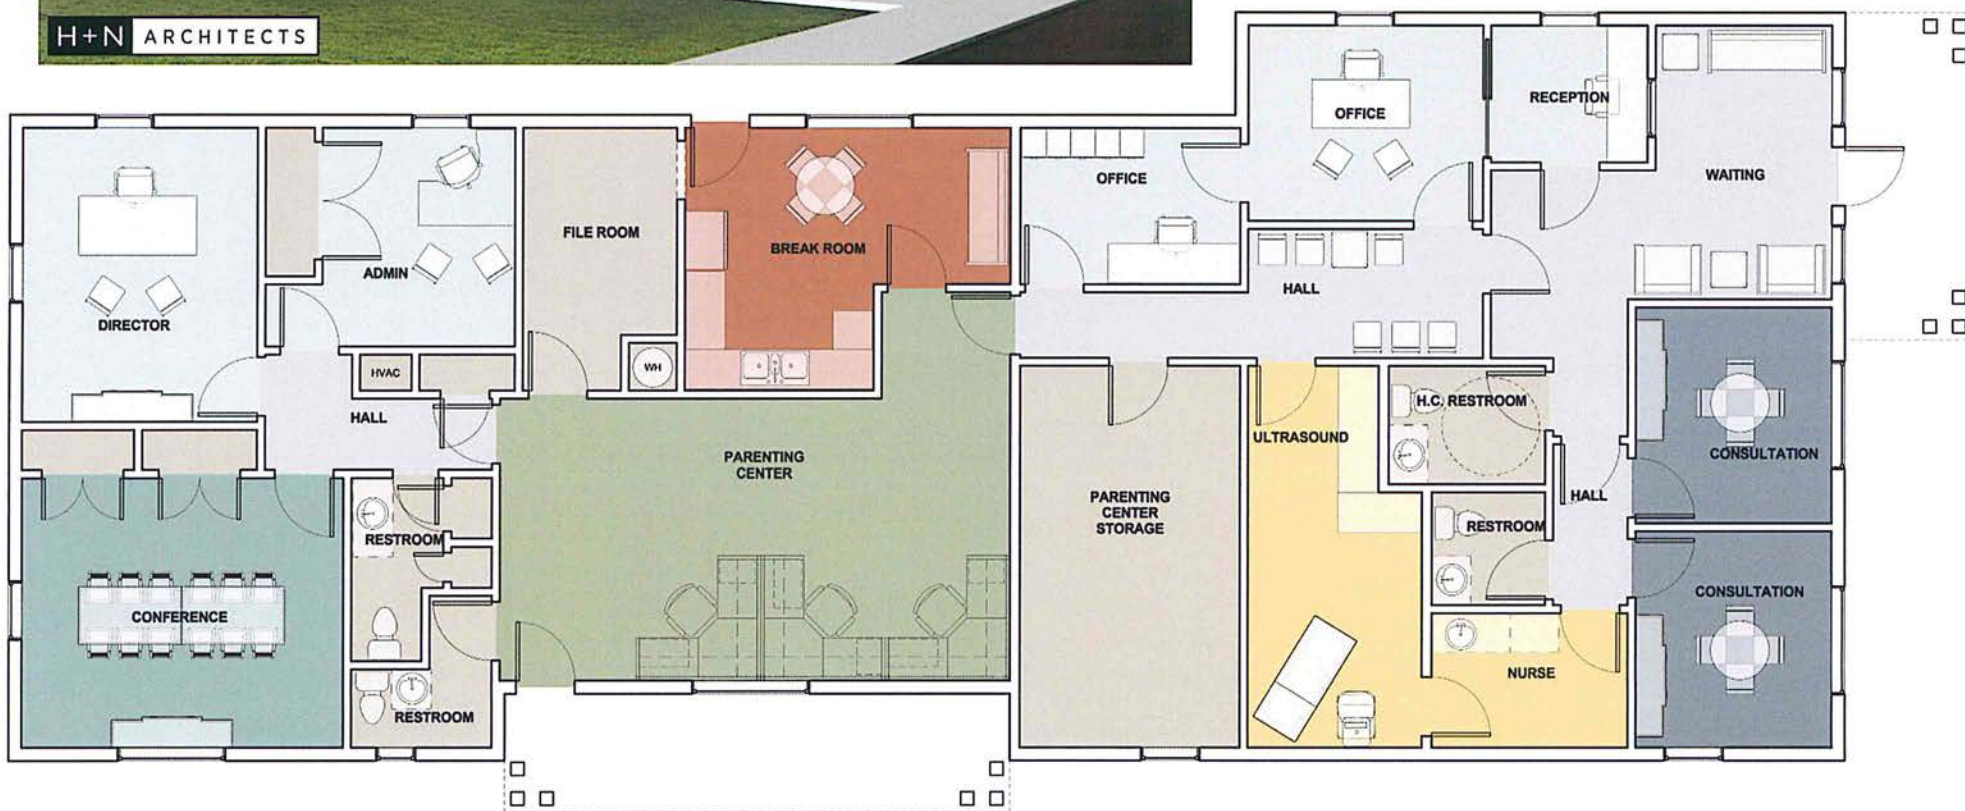 H+N ARCHITECTS
OFFICE
RECEPTION
WAITING
OFFICE
FILE ROOM
BREAK ROOM
ADMIN
DIRECTOR
HALL
HVAC
WH
HALL
H.C. RESTROOM
ULTRASOUND
CONSULTATION
PARENTING
CENTER
PARENTING
CENTER
STORAGE
HALL
RESTROOM
RESTROOM
CONFERENCE
CONSULTATION
NURSE
RESTROOM